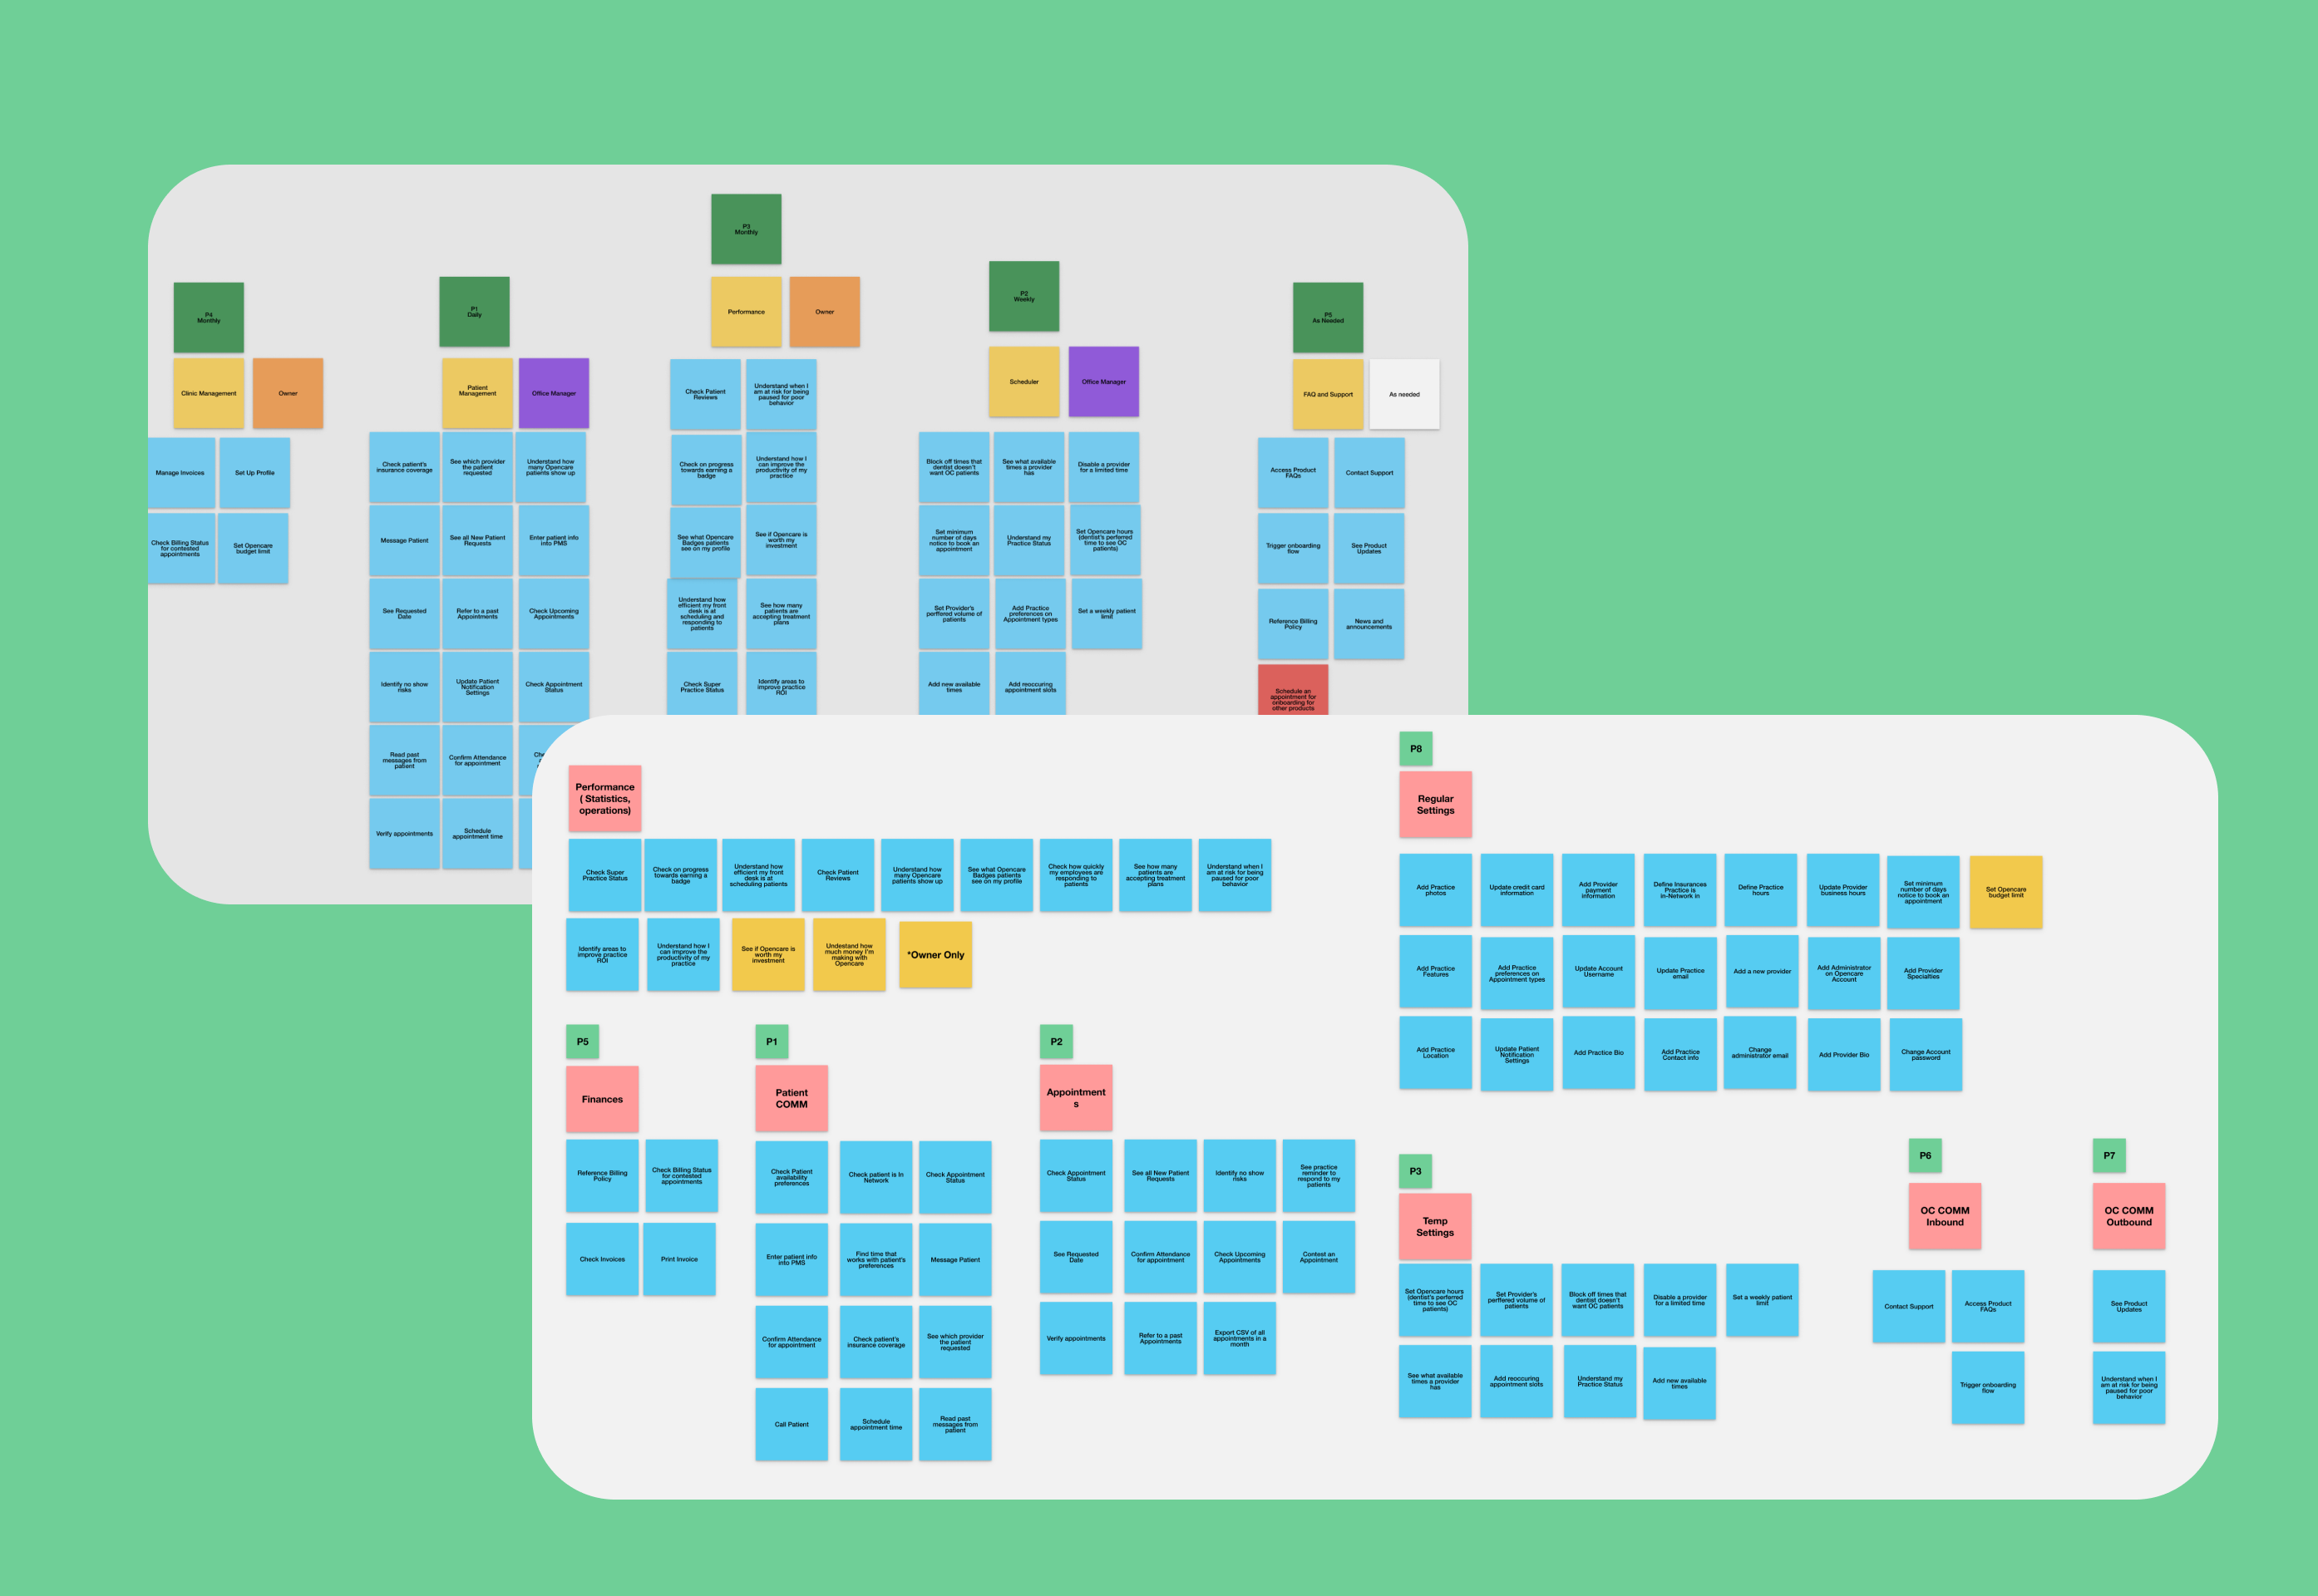 P3
Monthly
Performance
Owner
P2
Weekly
P1
Daily
P4
Monthly
P5
As Needed
Clinic Management
Owner
Manage Invoices
Set Up Profile
Check Billing Status
for contested
appointments
Set Opencare
budget limit
Patient
Management
Office Manager
Check patient's
insurance coverage
See which provider
the patient
requested
Understand how
many Opencare
patients show up
Message Patient
See all New Patient
Requests
Enter patient info
into PMS
See Requested
Date
Refer to a past
Appointments
Check Upcoming
Appointments
Identify no show
risks
Update Patient
Notification
Settings
Check Appointment
Status
Read past
messages from
patient
Confirm Attendance
for appointment
Verify appointments
Schedule
appointment time
Check Patient
Reviews
Understand when I
am at risk for being
paused for poor
behavior
Check on progress
towards earning a
badge
Understand how I
can improve the
productivity of my
practice
See what Opencare
Badges patients
see on my profile
See if Opencare is
worth my
investment
Understand how
efficient my front
desk is at
scheduling and
responding to
patients
See how many
patients are
accepting treatment
plans
Check Super
Practice Status
Identify areas to
improve practice
ROI
Scheduler
Office Manager
Block off times that
dentist doesn't
want OC patients
See what available
times a provider
has
Disable a provider
for a limited time
Set minimum
number of days
notice to book an
appointment
Understand my
Practice Status
Set Opencare hours
(dentist's perferred
time to see OC
patients)
Set Provider's
perffered volume of
patients
Add Practice
preferences on
Appointment types
Set a weekly patient
limit
Add new available
times
Add reoccuring
appointment slots
FAQ and Support
As needed
Access Product
FAQs
Contact Support
Trigger onboarding
flow
See Product
Updates
Reference Billing
Policy
News and
announcements
Schedule an
appointment for
onboarding for
other products
Performance
( Statistics,
operations)
Check Super
Practice Status
Check on progress
towards earning a
badge
Understand how
efficient my front
desk is at
scheduling patients
Check Patient
Reviews
Understand how
many Opencare
patients show up
See what Opencare
Badges patients
see on my profile
Check how quickly
my employees are
responding to
patients
See how many
patients are
accepting treatment
plans
Understand when I
am at risk for being
paused for poor
behavior
Identify areas to
improve practice
ROI
Understand how I
can improve the
productivity of my
practice
See if Opencare is
worth my
investment
Undestand how
much money I'm
making with
Opencare
*Owner Only
P5
Finances
Reference Billing
Policy
Check Billing Status
for contested
appointments
Check Invoices
Print Invoice
P1
Patient
COMM
Check Patient
availability
preferences
Check patient is In
Network
Check Appointment
Status
Enter patient info
into PMS
Find time that
works with patient's
preferences
Message Patient
Confirm Attendance
for appointment
Check patient's
insurance coverage
See which provider
the patient
requested
Call Patient
Schedule
appointment time
Read past
messages from
patient
P2
Appointment
s
Check Appointment
Status
See all New Patient
Requests
Identify no show
risks
See practice
reminder to
respond to my
patients
See Requested
Date
Confirm Attendance
for appointment
Check Upcoming
Appointments
Contest an
Appointment
Verify appointments
Refer to a past
Appointments
Export CSV of all
appointments in a
month
P8
Regular
Settings
Add Practice
photos
Update credit card
information
Add Provider
payment
information
Define Insurances
Practice is
in-Network in
Define Practice
hours
Update Provider
business hours
Set minimum
number of days
notice to book an
appointment
Set Opencare
budget limit
Add Practice
Features
Add Practice
preferences on
Appointment types
Update Account
Username
Update Practice
email
Add a new provider
Add Administrator
on Opencare
Account
Add Provider
Specialties
Add Practice
Location
Update Patient
Notification
Settings
Add Practice Bio
Add Practice
Contact info
Change
administrator email
Add Provider Bio
Change Account
password
P3
Temp
Settings
Set Opencare hours
(dentist's perferred
time to see OC
patients)
Set Provider's
perffered volume of
patients
Block off times that
dentist doesn't
want OC patients
Disable a provider
for a limited time
Set a weekly patient
limit
See what available
times a provider
has
Add reoccuring
appointment slots
Understand my
Practice Status
Add new available
times
P6
OC COMM
Inbound
Contact Support
Access Product
FAQs
Trigger onboarding
flow
P7
OC COMM
Outbound
See Product
Updates
Understand when I
am at risk for being
paused for poor
behavior